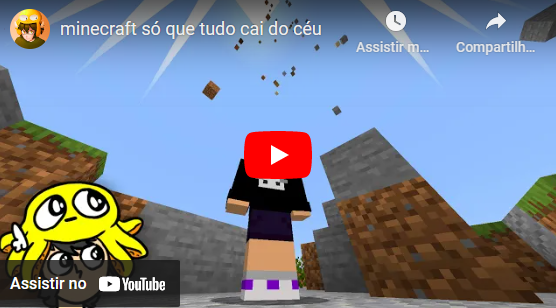 minecraft só que tudo cai do céu
Assistir m...
Compartilh...
Assistir no YouTube